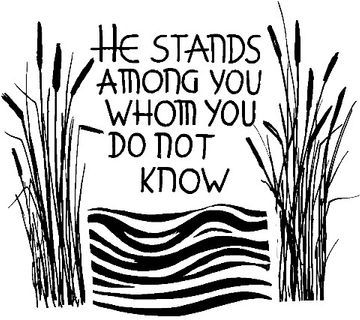 HE STANDS
AMONG YOU
WHOM YOU
DO NOT
KNOW